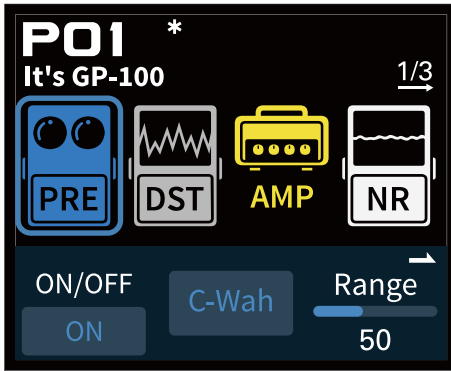 P01 *
It's GP-100
1/3
PRE DST AMP NR
ON/OFF C-Wah Range
ON 50